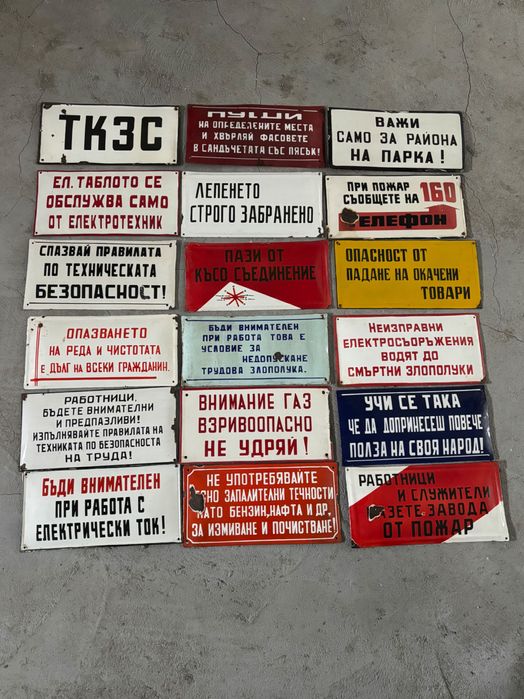 ТКЗС
ПУШИ
НА ОПРЕДЕЛЕНИТЕ МЕСТА
И ХВЪРЛЯЙ ФАСОВЕТЕ
В САНДЪЧЕТАТА СЪС ПЯСЪК!
ВАЖИ
САМО ЗА РАЙОНА
НА ПАРКА!
ЕЛ. ТАБЛОТО СЕ
ОБСЛУЖВА САМО
ОТ ЕЛЕКТРОТЕХНИК
ЛЕПЕНЕТО
СТРОГО ЗАБРАНЕНО
ПРИ ПОЖАР
СЪОБЩЕТЕ НА 160
ЕЛЕФОН
СПАЗВАЙ ПРАВИЛАТА
ПО ТЕХНИЧЕСКАТА
БЕЗОПАСНОСТ!
ПАЗИ ОТ
КЪСО СЪЕДИНЕНИЕ
ОПАСНОСТ ОТ
ПАДАНЕ НА ОКАЧЕНИ
ТОВАРИ
ОПАЗВАНЕТО
НА РЕДА И ЧИСТОТАТА
Е ДЪЛГ НА ВСЕКИ ГРАЖДАНИН.
БЪДИ ВНИМАТЕЛЕН
ПРИ РАБОТА ТОВА Е
УСЛОВИЕ ЗА
НЕДОПУСКАНЕ
ТРУДОВА ЗЛОПОЛУКА.
НЕИЗПРАВНИ
ЕЛЕКТРОСЪОРЪЖЕНИЯ
ВОДЯТ ДО
СМЪРТНИ ЗЛОПОЛУКИ
РАБОТНИЦИ,
БЪДЕТЕ ВНИМАТЕЛНИ
И ПРЕДПАЗЛИВИ!
ИЗПЪЛНЯВАЙТЕ ПРАВИЛАТА НА
ТЕХНИКАТА ПО БЕЗОПАСНОСТА
НА ТРУДА!
ВНИМАНИЕ ГАЗ
ВЗРИВООПАСНО
НЕ УДРЯЙ!
УЧИ СЕ ТАКА
ЧЕ ДА ДОПРИНЕСЕШ ПОВЕЧЕ
ПОЛЗА НА СВОЯ НАРОД!
БЪДИ ВНИМАТЕЛЕН
ПРИ РАБОТА С
ЕЛЕКТРИЧЕСКИ ТОК!
НЕ УПОТРЕБЯВАЙТЕ
СНО ЗАПАЛИТЕЛНИ ТЕЧНОСТИ
КАТО БЕНЗИН, НАФТА И ДР.
ЗА ИЗМИВАНЕ И ПОЧИСТВАНЕ!
РАБОТНИЦИ
И СЛУЖИТЕЛИ
АЗЕТЕ ЗАВОДА
ОТ ПОЖАР